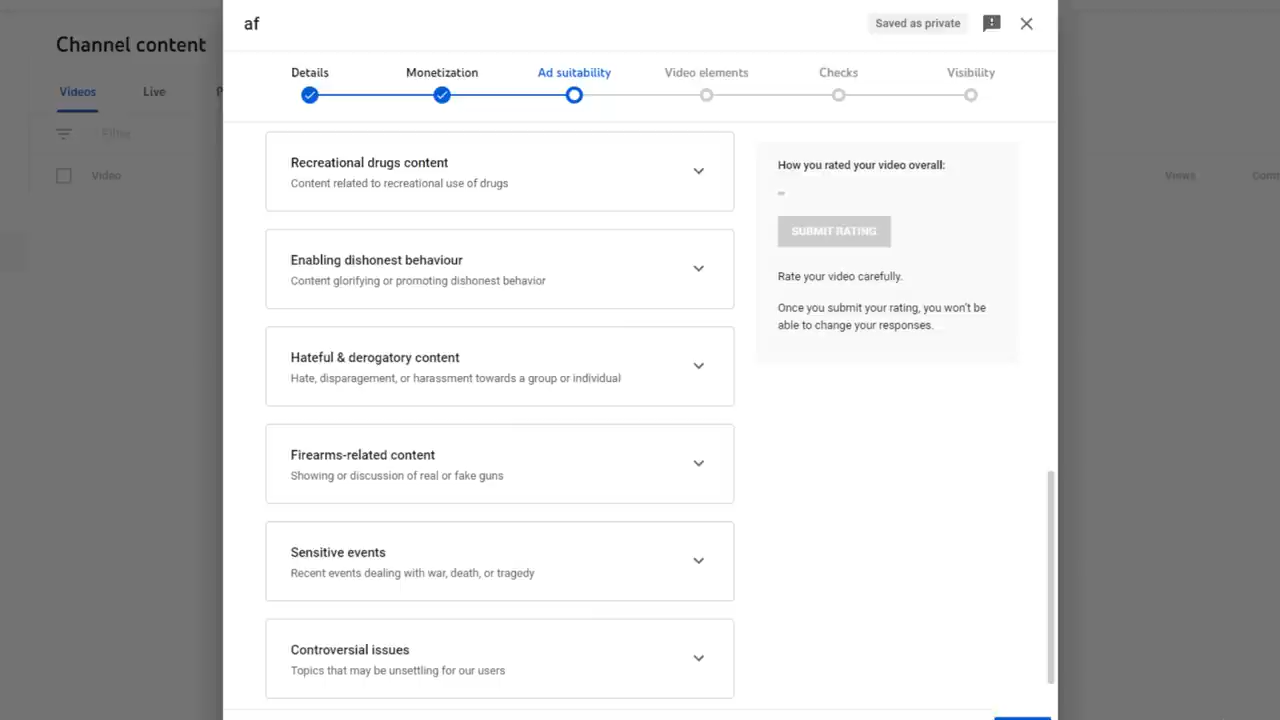 af
Saved as private
Channel content
Details
Monetization
Ad suitability
Video elements
Checks
Visibility
Videos
Live
P
Filter
Video
Views
Com
Recreational drugs content
Content related to recreational use of drugs
Enabling dishonest behaviour
Content glorifying or promoting dishonest behavior
Hateful & derogatory content
Hate, disparagement, or harassment towards a group or individual
Firearms-related content
Showing or discussion of real or fake guns
Sensitive events
Recent events dealing with war, death, or tragedy
Controversial issues
Topics that may be unsettling for our users
How you rated your video overall:
–
SUBMIT RATING
Rate your video carefully.
Once you submit your rating, you won't be
able to change your responses.